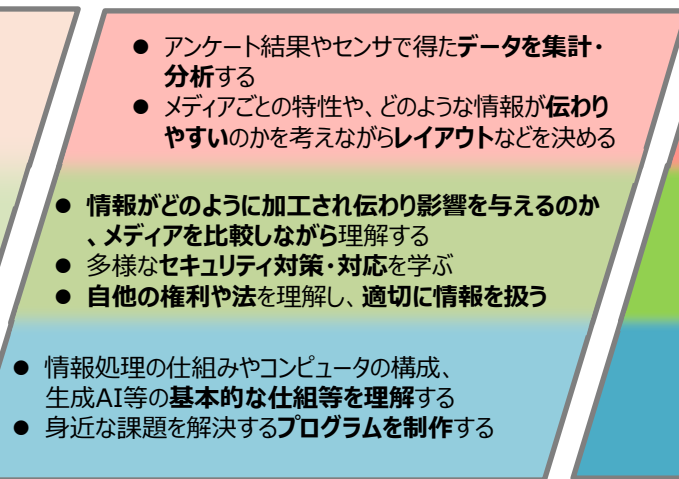 ● アンケート結果やセンサで得たデータを集計・
分析する
● メディアごとの特性や、どのような情報が伝わり
やすいのかを考えながらレイアウトなどを決める
● 情報がどのように加工され伝わり影響を与えるのか
、メディアを比較しながら理解する
● 多様なセキュリティ対策・対応を学ぶ
● 自他の権利や法を理解し、適切に情報を扱う
● 情報処理の仕組みやコンピュータの構成、
生成AI等の基本的な仕組等を理解する
● 身近な課題を解決するプログラムを制作する